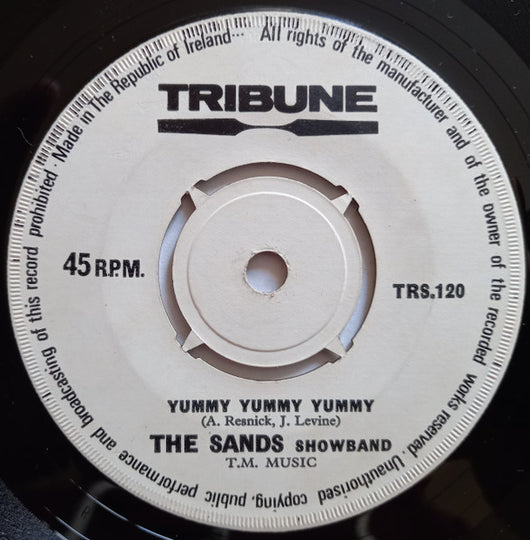 Made in The Republic of Ireland... All rights of the manufacturer and of the owner of the recorded works reserved. Unauthorised copying, public performance and broadcasting of this record prohibited.
TRIBUNE
45 R.P.M.
TRS.120
YUMMY YUMMY YUMMY
(A. Resnick, J. Levine)
THE SANDS SHOWBAND
T.M. MUSIC